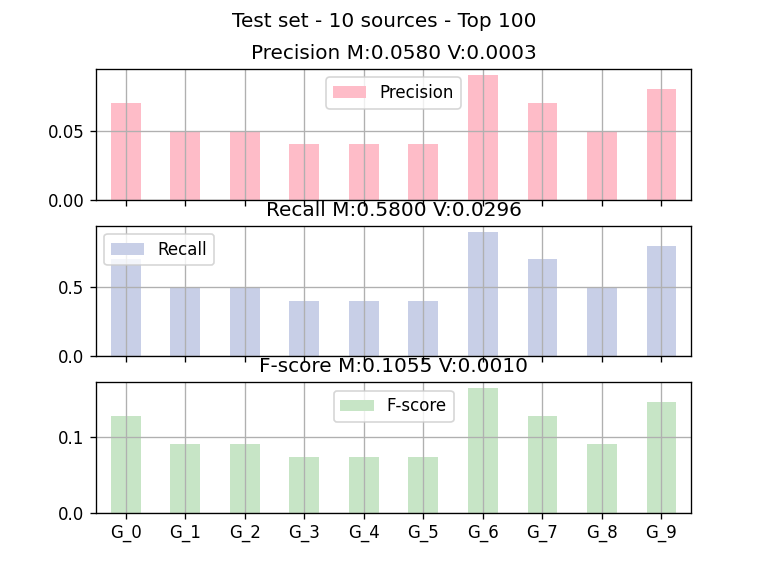 Test set - 10 sources - Top 100
Precision M:0.0580 V:0.0003
Precision
0.05
0.00
Recall M:0.5800 V:0.0296
Recall
0.5
0.0
F-score M:0.1055 V:0.0010
F-score
0.1
0.0
G_0 G_1 G_2 G_3 G_4 G_5 G_6 G_7 G_8 G_9